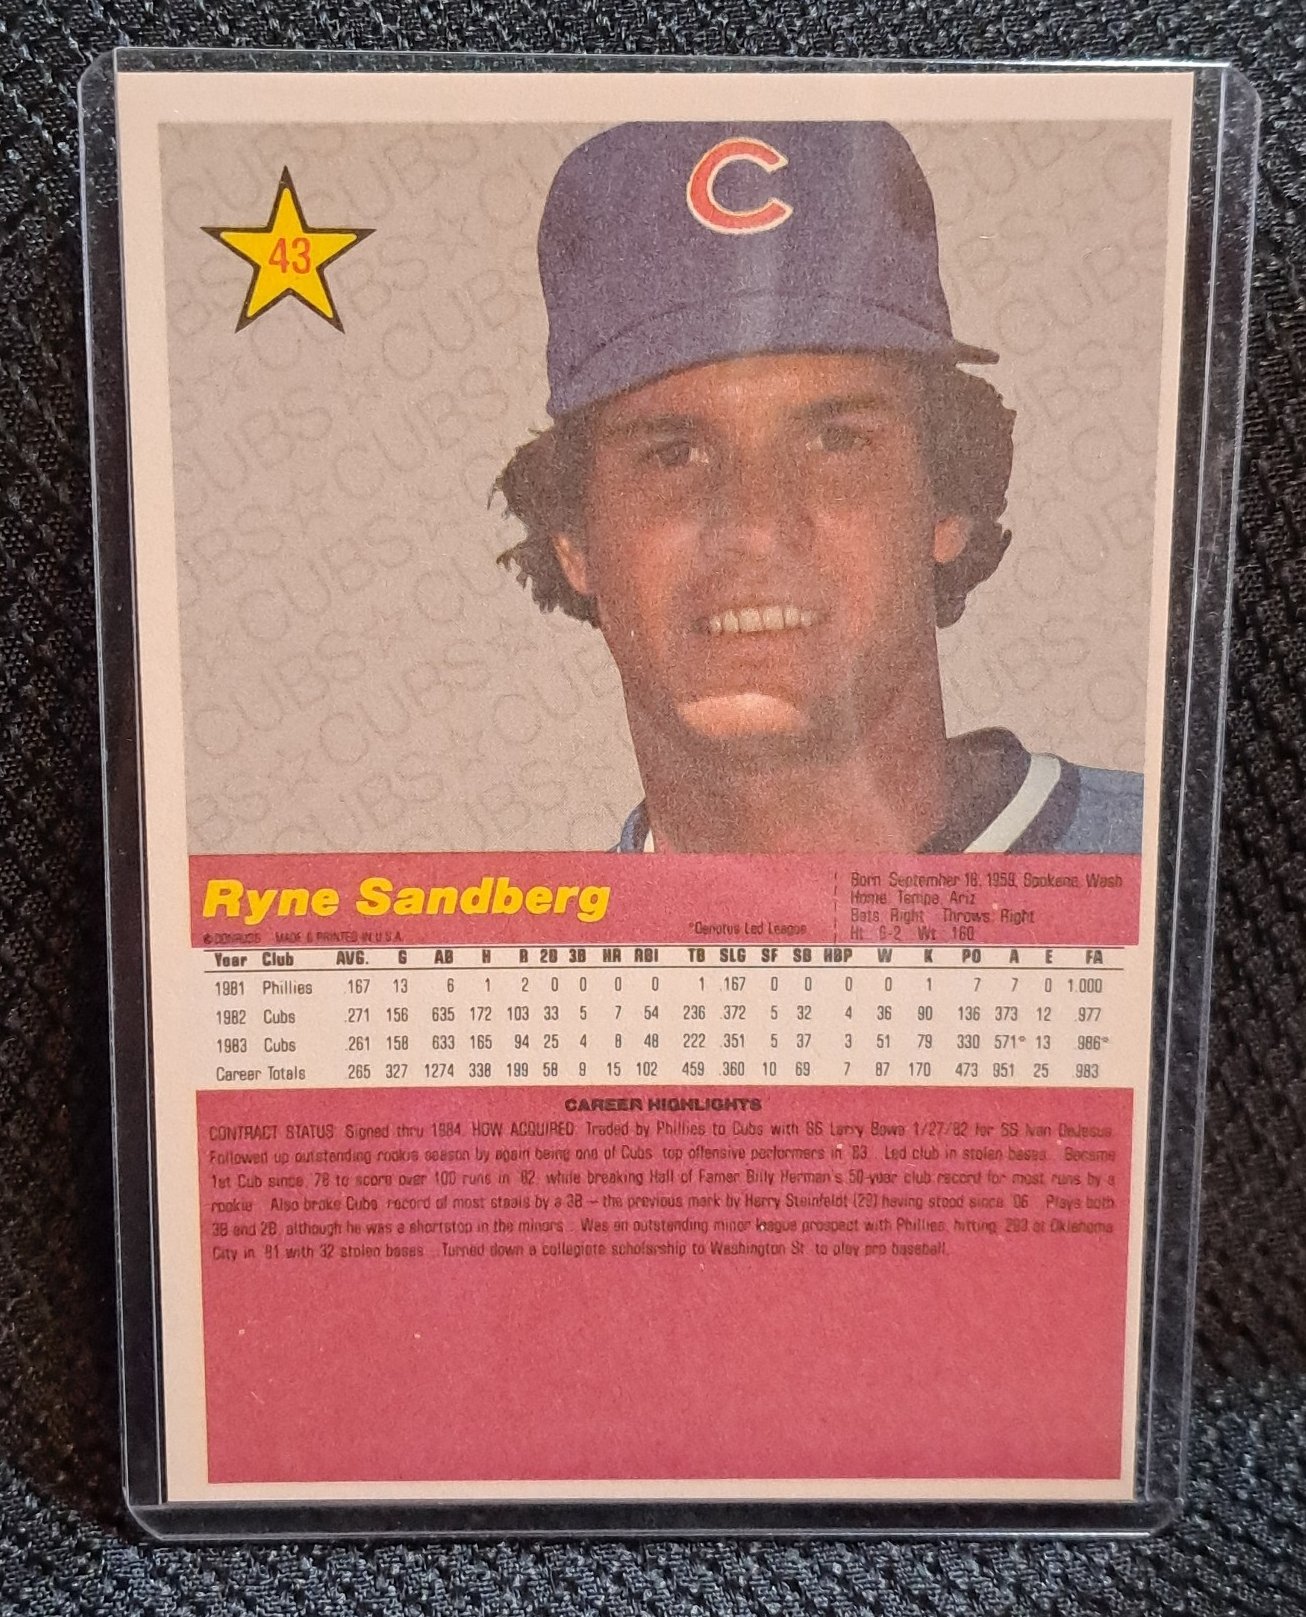 C
43
CUBS☆CUBS☆CUBS
Ryne Sandberg
© DONRUSS MADE & PRINTED IN U.S.A.
*Denotes Led League
Born September 18, 1959, Spokane, Wash
Home Tempe, Ariz
Bats Right Throws Right
Ht 6-2 Wt 160
Year Club AVG. G AB H R 2B 3B HR RBI TB SLG SF SB HBP W K PO A E FA
1981 Phillies .167 13 6 1 2 0 0 0 0 1 .167 0 0 0 0 1 7 7 0 1.000
1982 Cubs .271 156 635 172 103 33 5 7 54 236 .372 5 32 4 36 90 136 373 12 .977
1983 Cubs .261 158 633 165 94 25 4 8 48 222 .351 5 37 3 51 79 330 571* 13 .986*
Career Totals .265 327 1274 338 199 58 9 15 102 459 .360 10 69 7 87 170 473 951 25 .983
CAREER HIGHLIGHTS
CONTRACT STATUS: Signed thru 1984. HOW ACQUIRED: Traded by Phillies to Cubs with SS Larry Bowa 1/27/82 for SS Ivan DeJesus.
Followed up outstanding rookie season by again being one of Cubs' top offensive performers in '83... Led club in stolen bases... Became
1st Cub since '78 to score over 100 runs in '82, while breaking Hall of Famer Billy Herman's 50-year club record for most runs by a
rookie... Also broke Cubs' record of most steals by a 3B – the previous mark by Harry Steinfeldt (29) having stood since '06... Plays both
3B and 2B, although he was a shortstop in the minors... Was an outstanding minor league prospect with Phillies, hitting .293 at Oklahoma
City in '81 with 32 stolen bases... Turned down a collegiate scholarship to Washington St. to play pro baseball.